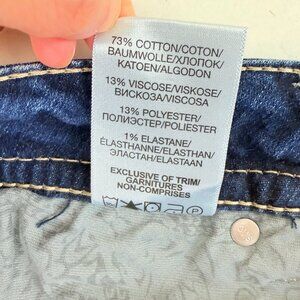 73% COTTON/COTON/
BAUMWOLLE/ХЛОПОК/
KATOEN/ALGODON
13% VISCOSE/VISKOSE/
ВИСКОЗА/VISCOSA
13% POLYESTER/
ПОЛИЭСТЕР/POLIESTER
1% ELASTANE/
ÉLASTHANNE/ELASTHAN/
ЭЛАСТАН/ELASTAAN
EXCLUSIVE OF TRIM/
GARNITURES
NON-COMPRISES
P